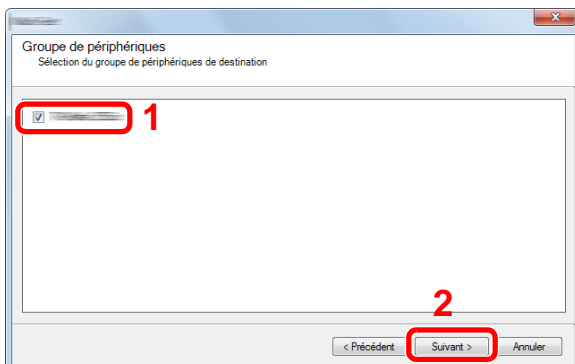 Groupe de périphériques
Sélection du groupe de périphériques de destination
1
2
< Précédent Suivant > Annuler